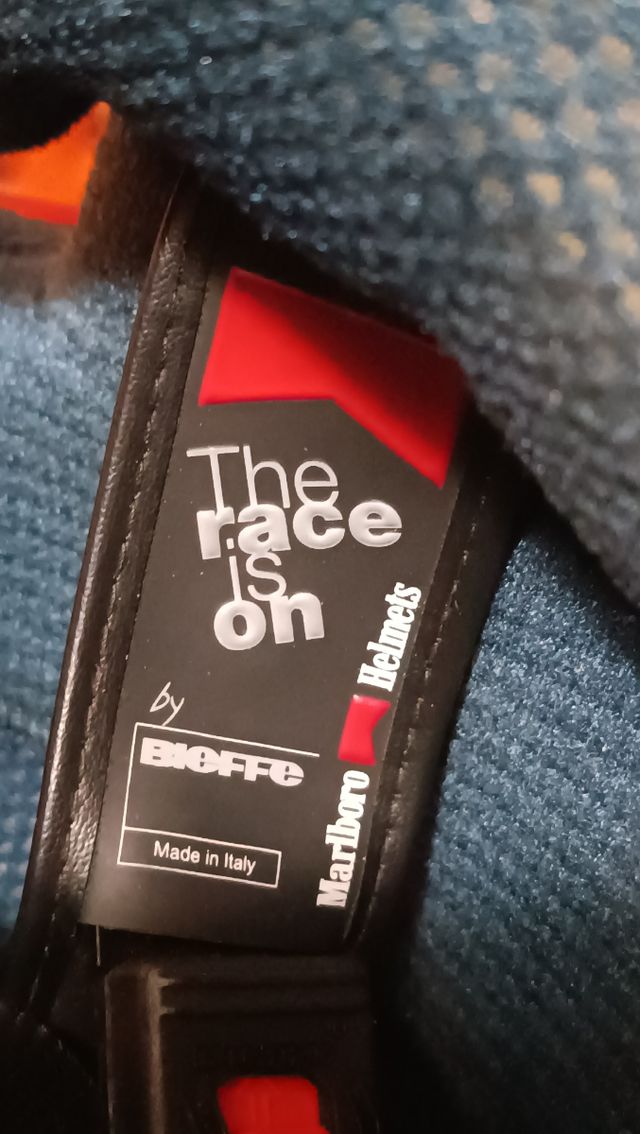 The
race
is
on
by
BIEFFE
Made in Italy
Marlboro Helmets